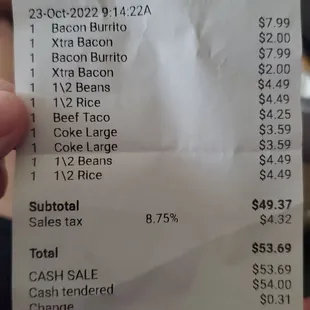 23-Oct-2022 9:14:22A
1 Bacon Burrito $7.99
1 Xtra Bacon $2.00
1 Bacon Burrito $7.99
1 Xtra Bacon $2.00
1 1\2 Beans $4.49
1 1\2 Rice $4.49
1 Beef Taco $4.25
1 Coke Large $3.59
1 Coke Large $3.59
1 1\2 Beans $4.49
1 1\2 Rice $4.49
Subtotal $49.37
Sales tax 8.75% $4.32
Total $53.69
CASH SALE $53.69
Cash tendered $54.00
Change $0.31